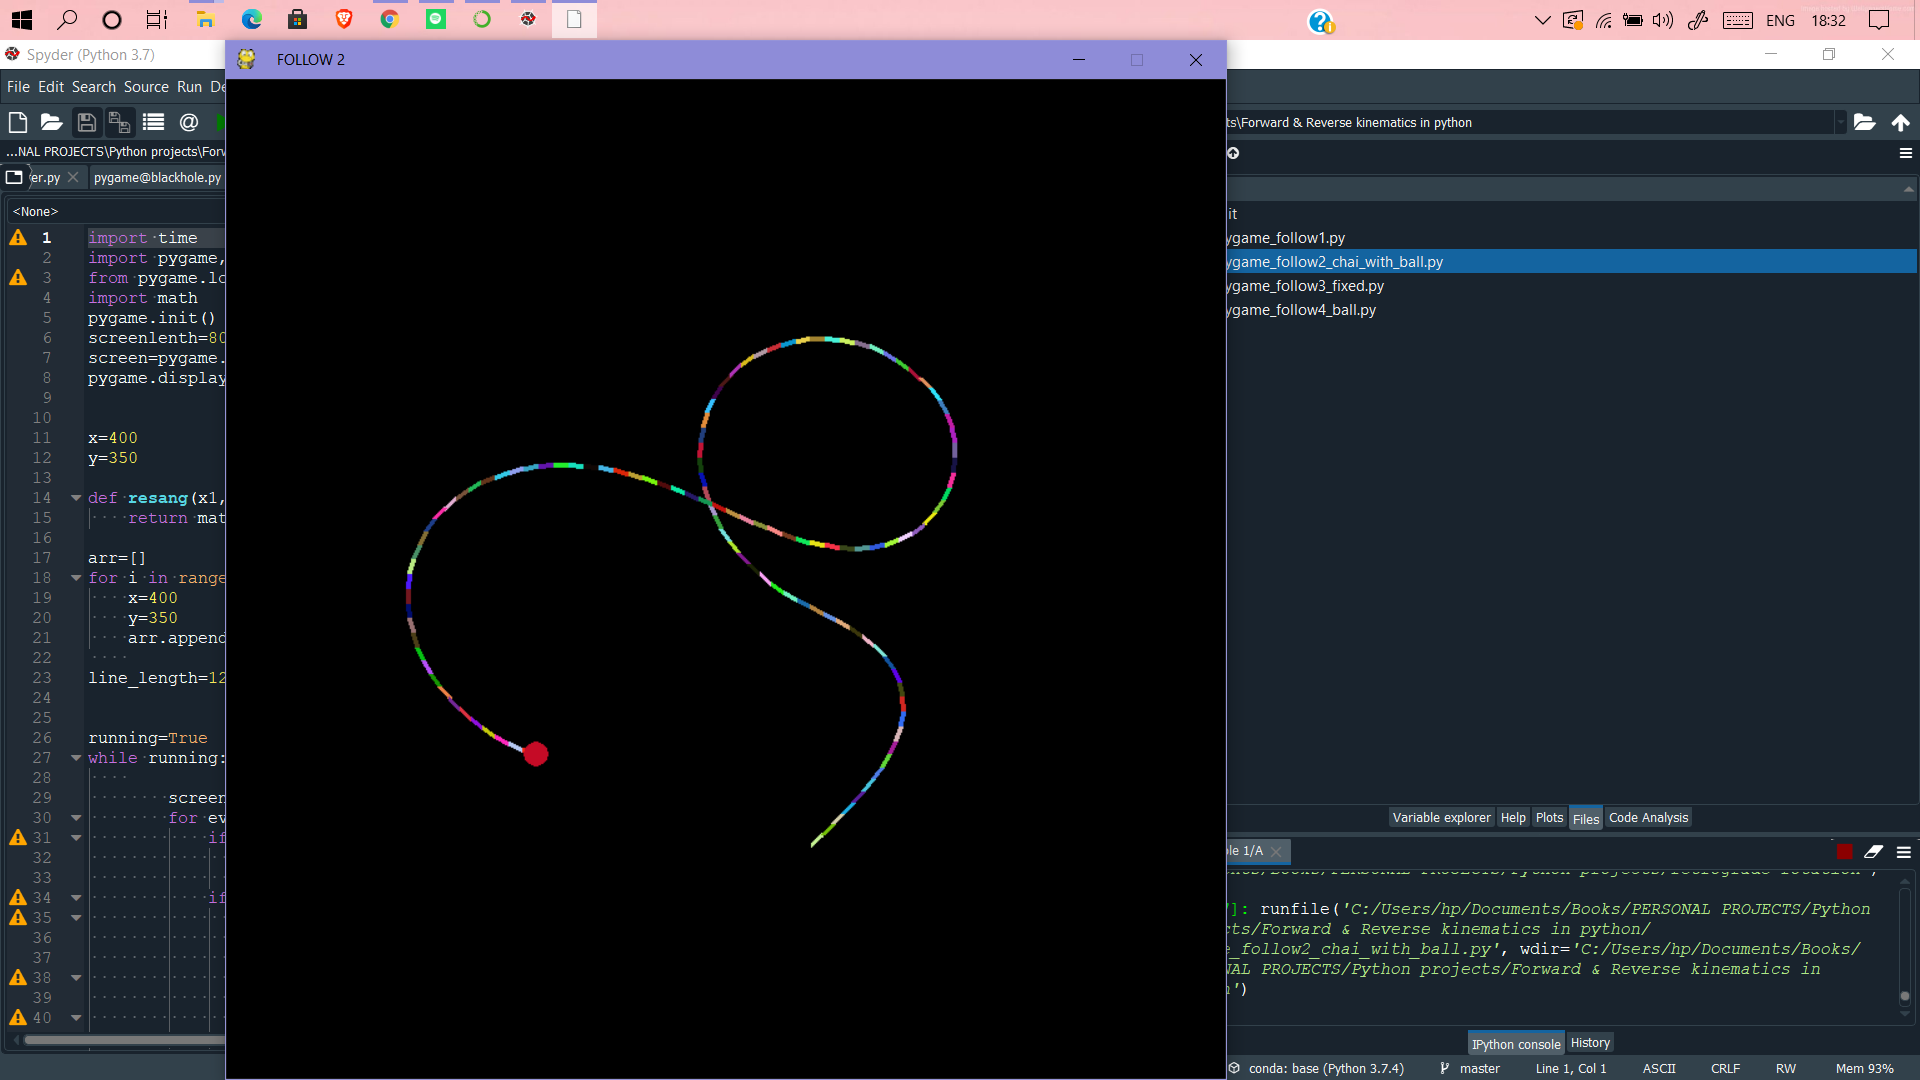 ENG
18:32
Spyder (Python 3.7)
FOLLOW 2
File Edit Search Source Run De
...NAL PROJECTS\Python projects\Forw
ts\Forward & Reverse kinematics in python
er.py
pygame@blackhole.py
<None>
1 import time
2 import pygame,
3 from pygame.lo
4 import math
5 pygame.init()
6 screenlenth=80
7 screen=pygame.
8 pygame.display
9
10
11 x=400
12 y=350
13
14 def resang(x1,
15 return mat
16
17 arr=[]
18 for i in range
19 x=400
20 y=350
21 arr.append
22
23 line_length=12
24
25
26 running=True
27 while running:
28
29 screen
30 for ev
31 if
32
33
34 if
35
36
37
38
39
40
it
ygame_follow1.py
ygame_follow2_chai_with_ball.py
ygame_follow3_fixed.py
ygame_follow4_ball.py
Variable explorer Help Plots Files Code Analysis
le 1/A
]: runfile('C:/Users/hp/Documents/Books/PERSONAL PROJECTS/Python
cts/Forward & Reverse kinematics in python/
e_follow2_chai_with_ball.py', wdir='C:/Users/hp/Documents/Books/
NAL PROJECTS/Python projects/Forward & Reverse kinematics in
')
IPython console History
conda: base (Python 3.7.4) master Line 1, Col 1 ASCII CRLF RW Mem 93%